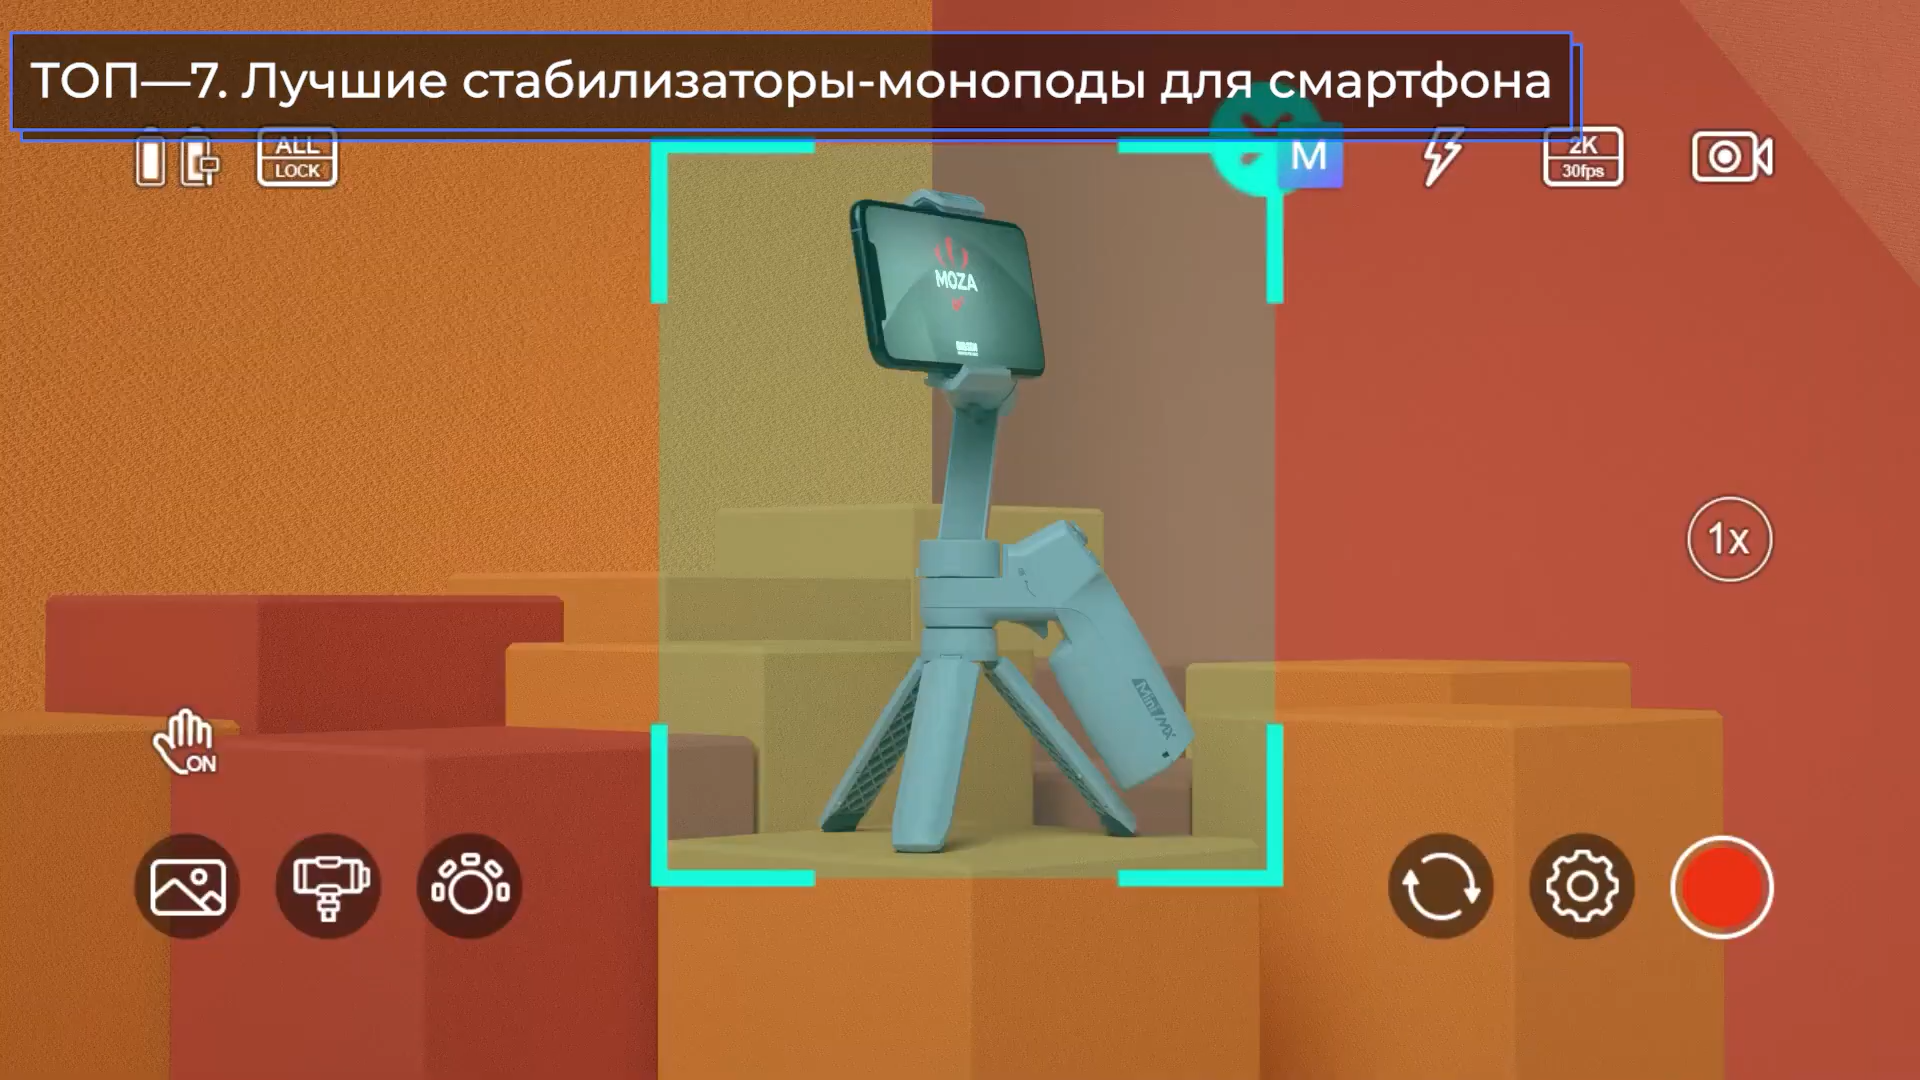 ТОП—7. Лучшие стабилизаторы-моноподы для смартфона
ALL
LOCK
M
2K
30fps
MOZA
1x
Mini MX
ON